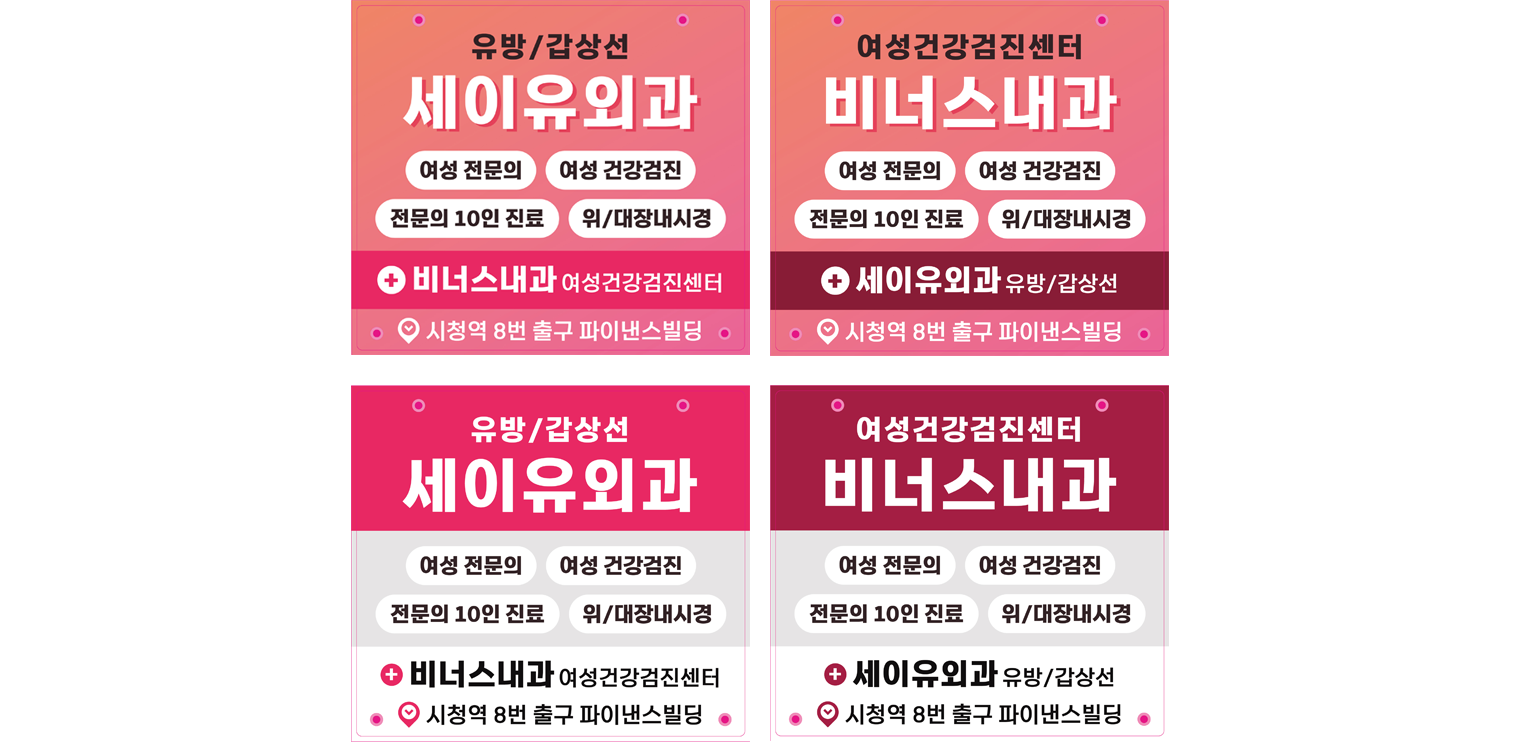 유방/갑상선
세이유외과
여성 전문의
여성 건강검진
전문의 10인 진료
위/대장내시경
비너스내과 여성건강검진센터
시청역 8번 출구 파이낸스빌딩
여성건강검진센터
비너스내과
여성 전문의
여성 건강검진
전문의 10인 진료
위/대장내시경
세이유외과 유방/갑상선
시청역 8번 출구 파이낸스빌딩
유방/갑상선
세이유외과
여성 전문의
여성 건강검진
전문의 10인 진료
위/대장내시경
비너스내과 여성건강검진센터
시청역 8번 출구 파이낸스빌딩
여성건강검진센터
비너스내과
여성 전문의
여성 건강검진
전문의 10인 진료
위/대장내시경
세이유외과 유방/갑상선
시청역 8번 출구 파이낸스빌딩